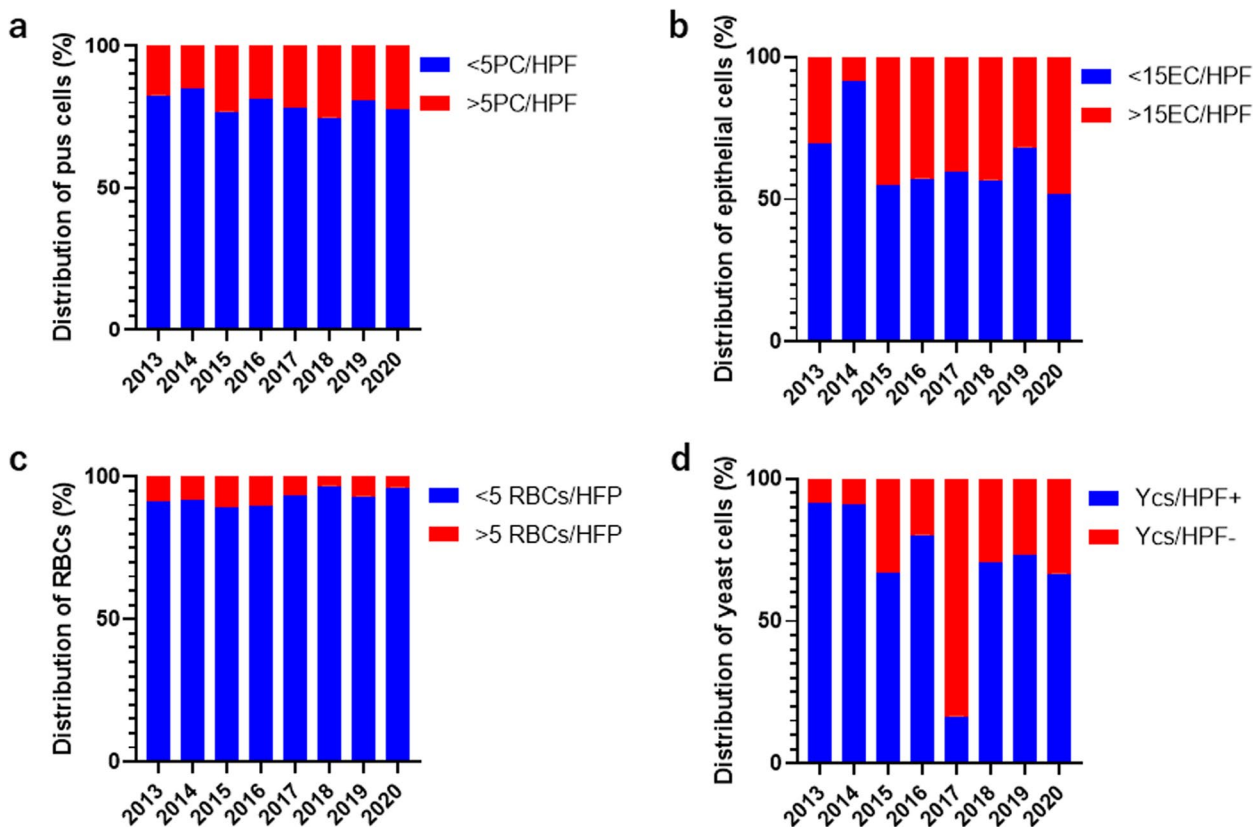 a
Distribution of pus cells (%)
100
50
0
2013
2014
2015
2016
2017
2018
2019
2020
<5PC/HPF
>5PC/HPF
b
Distribution of epithelial cells (%)
100
50
0
2013
2014
2015
2016
2017
2018
2019
2020
<15EC/HPF
>15EC/HPF
c
Distribution of RBCs (%)
100
50
0
2013
2014
2015
2016
2017
2018
2019
2020
<5 RBCs/HFP
>5 RBCs/HFP
d
Distribution of yeast cells (%)
100
50
0
2013
2014
2015
2016
2017
2018
2019
2020
Ycs/HPF+
Ycs/HPF-